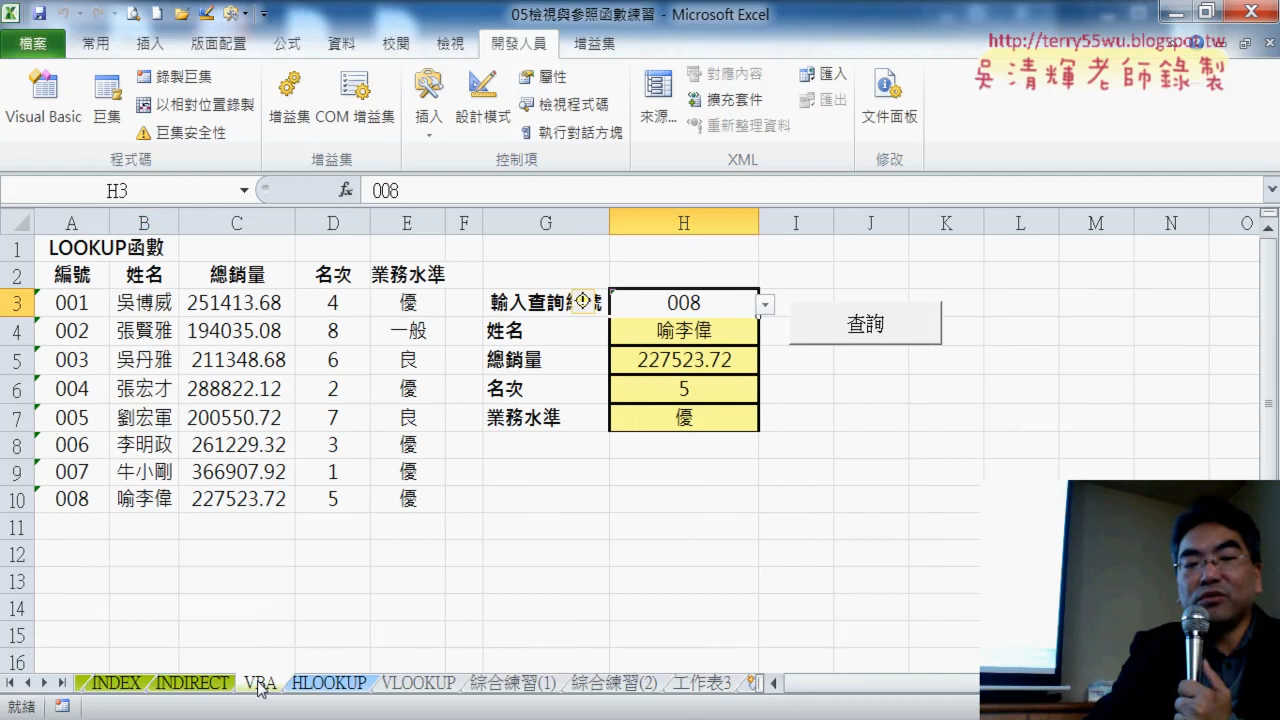 05檢視與參照函數練習 - Microsoft Excel
http://terry55wu.blogspot.tw
吳清輝老師錄製
檔案 常用 插入 版面配置 公式 資料 校閱 檢視 開發人員 增益集
Visual Basic 巨集 錄製巨集 以相對位置錄製 巨集安全性 程式碼
增益集 COM 增益集 增益集
插入 設計模式 屬性 檢視程式碼 執行對話方塊 控制項
來源... 對應內容 擴充套件 重新整理資料 匯入 匯出 XML
文件面板 修改
H3 fx 008
A B C D E F G H I J K L M N O
1 LOOKUP函數
2 編號 姓名 總銷量 名次 業務水準
3 001 吳博威 251413.68 4 優 輸入查詢 號 008 查詢
4 002 張賢雅 194035.08 8 一般 姓名 喻李偉
5 003 吳丹雅 211348.68 6 良 總銷量 227523.72
6 004 張宏才 288822.12 2 優 名次 5
7 005 劉宏軍 200550.72 7 良 業務水準 優
8 006 李明政 261229.32 3 優
9 007 牛小剛 366907.92 1 優
10 008 喻李偉 227523.72 5 優
11
12
13
14
15
16
INDEX INDIRECT VBA HLOOKUP VLOOKUP 綜合練習(1) 綜合練習(2) 工作表3
就緒